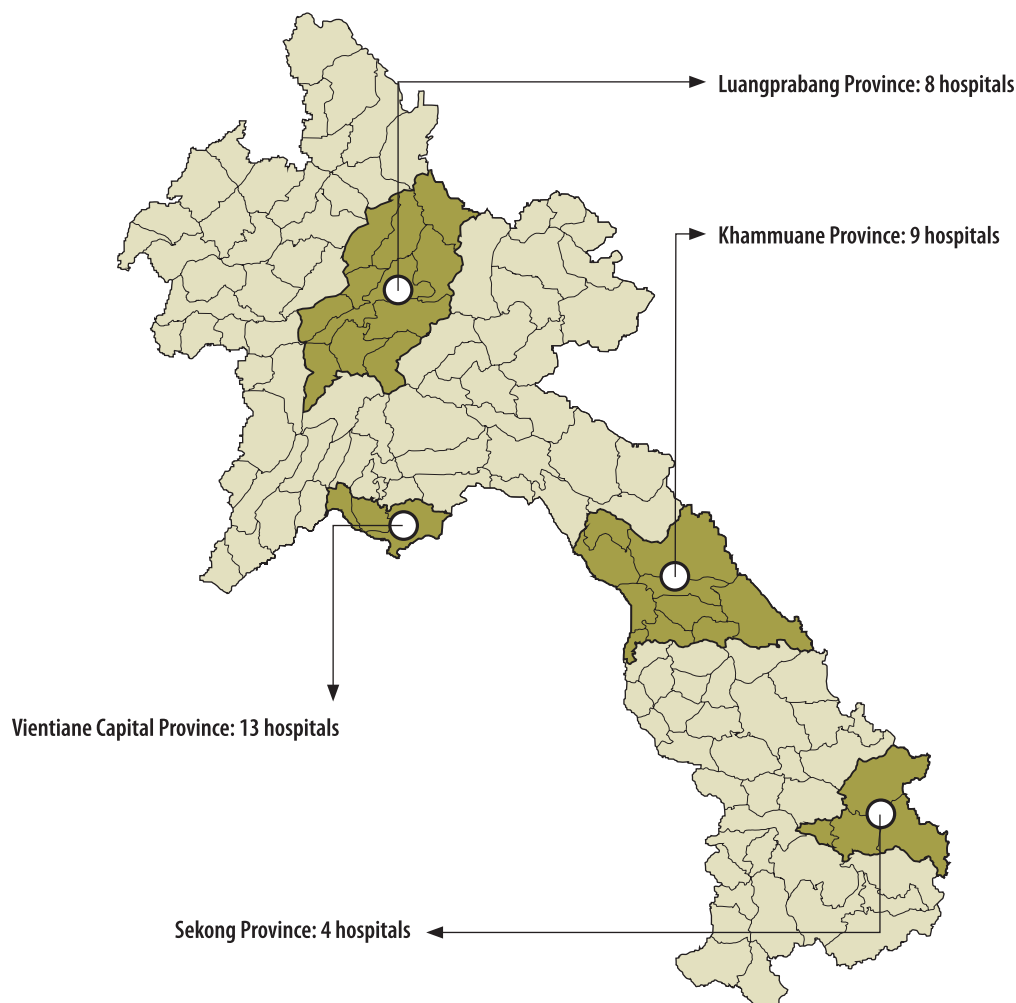 Luangprabang Province: 8 hospitals
Khammuane Province: 9 hospitals
Vientiane Capital Province: 13 hospitals
Sekong Province: 4 hospitals